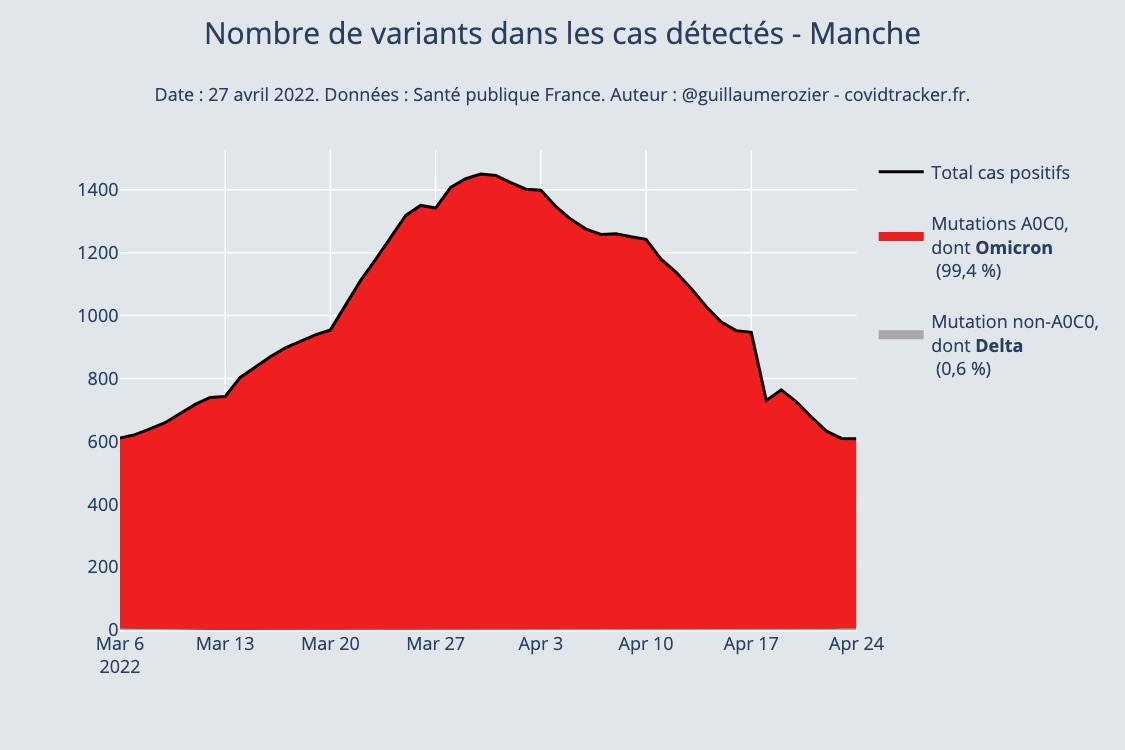 Nombre de variants dans les cas détectés - Manche
Date : 27 avril 2022. Données : Santé publique France. Auteur : @guillaumerozier - covidtracker.fr.
Total cas positifs
Mutations A0C0,
dont Omicron
(99,4 %)
Mutation non-A0C0,
dont Delta
(0,6 %)
1400
1200
1000
800
600
400
200
0
Mar 6 Mar 13 Mar 20 Mar 27 Apr 3 Apr 10 Apr 17 Apr 24
2022